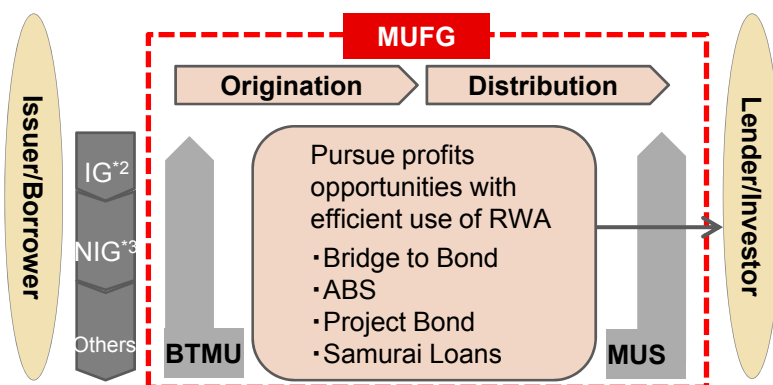 MUFG
Origination
Distribution
Issuer/Borrower
Lender/Investor
IG*2
NIG*3
Others
BTMU
Pursue profits
opportunities with
efficient use of RWA
・Bridge to Bond
・ABS
・Project Bond
・Samurai Loans
MUS